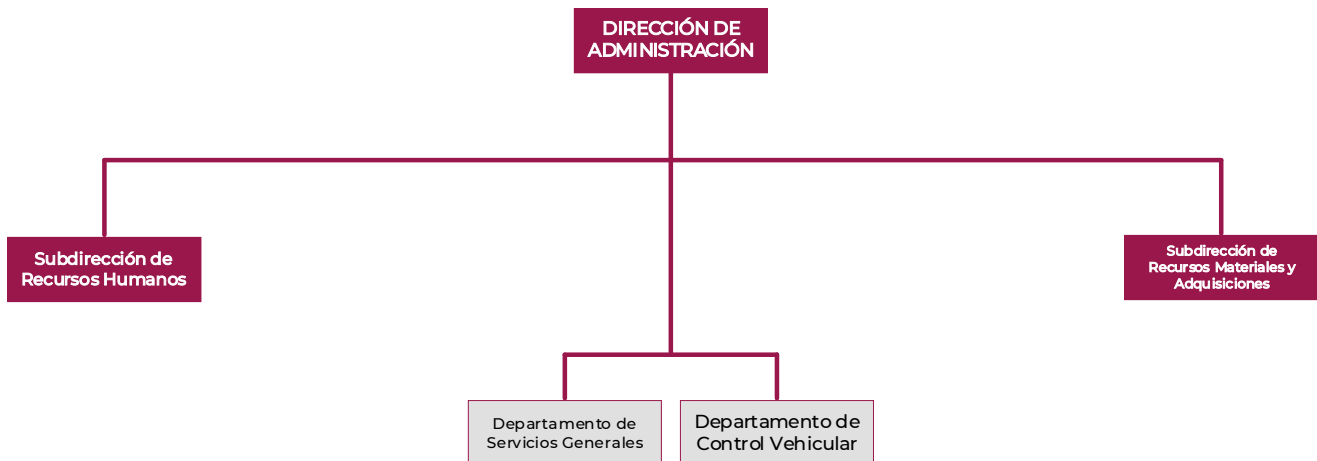 DIRECCIÓN DE
ADMINISTRACIÓN
Subdirección de
Recursos Humanos
Subdirección de
Recursos Materiales y
Adquisiciones
Departamento de
Servicios Generales
Departamento de
Control Vehicular